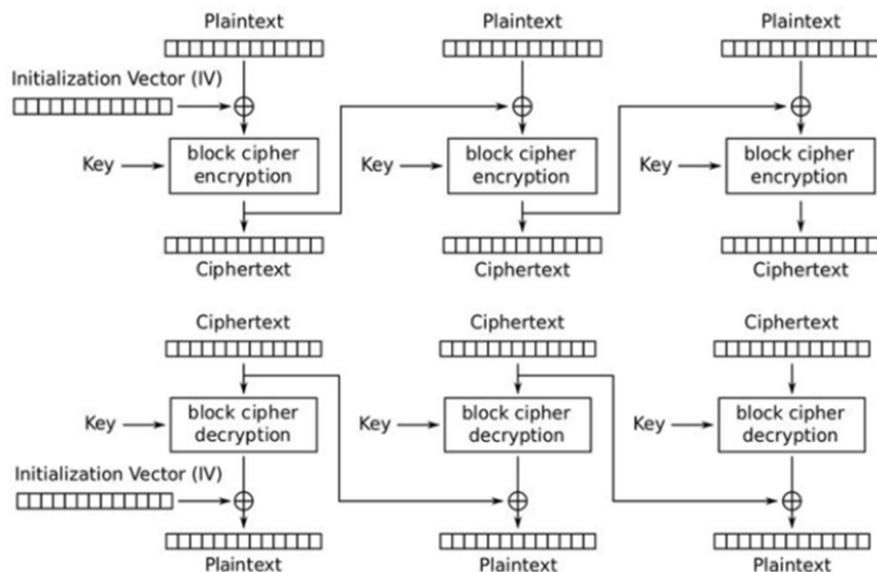 Plaintext Plaintext Plaintext
Initialization Vector (IV)
Key block cipher encryption Key block cipher encryption Key block cipher encryption
Ciphertext Ciphertext Ciphertext
Ciphertext Ciphertext Ciphertext
Key block cipher decryption Key block cipher decryption Key block cipher decryption
Initialization Vector (IV)
Plaintext Plaintext Plaintext